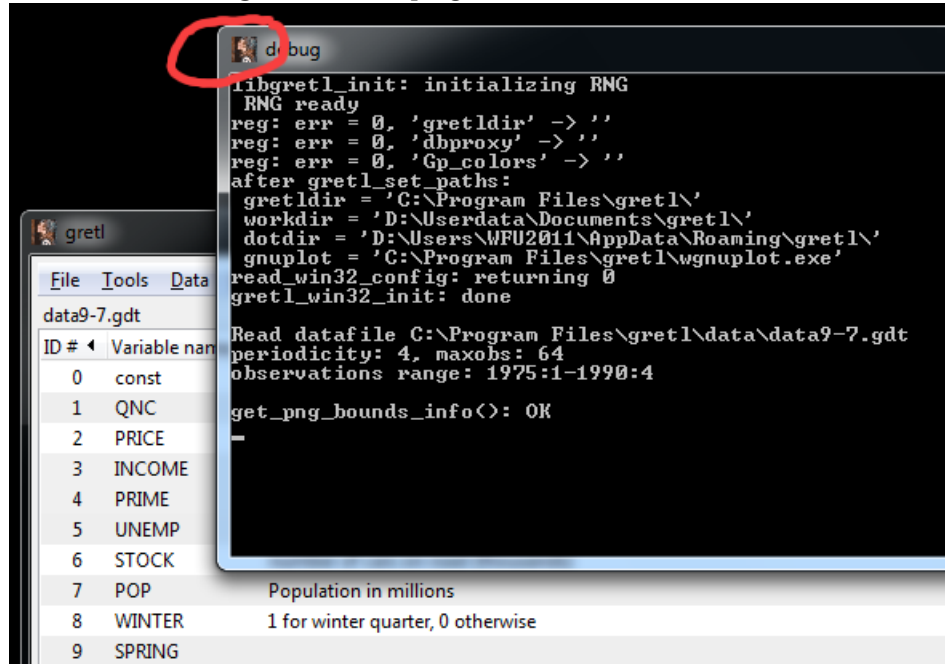 debug
libgretl_init: initializing RNG
RNG ready
reg: err = 0, 'gretldir' -> ''
reg: err = 0, 'dbproxy' -> ''
reg: err = 0, 'Gp_colors' -> ''
after gretl_set_paths:
gretldir = 'C:\Program Files\gretl\'
workdir = 'D:\Userdata\Documents\gretl\'
dotdir = 'D:\Users\WFU2011\AppData\Roaming\gretl\'
gnuplot = 'C:\Program Files\gretl\wgnuplot.exe'
read_win32_config: returning 0
gretl_win32_init: done
Read datafile C:\Program Files\gretl\data\data9-7.gdt
periodicity: 4, maxobs: 64
observations range: 1975:1-1990:4
get_png_bounds_info(): OK
gretl
File Tools Data
data9-7.gdt
ID # Variable nam
0 const
1 QNC
2 PRICE
3 INCOME
4 PRIME
5 UNEMP
6 STOCK
7 POP Population in millions
8 WINTER 1 for winter quarter, 0 otherwise
9 SPRING